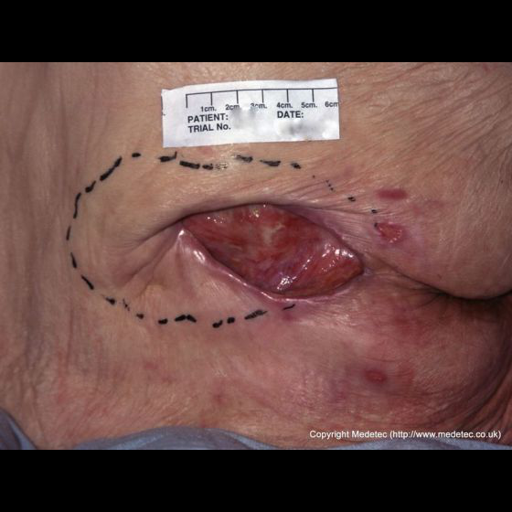 1cm. 2cm. 3cm. 4cm. 5cm. 6cm
PATIENT: DATE:
TRIAL No.
Copyright Medetec (http://www.medetec.co.uk)